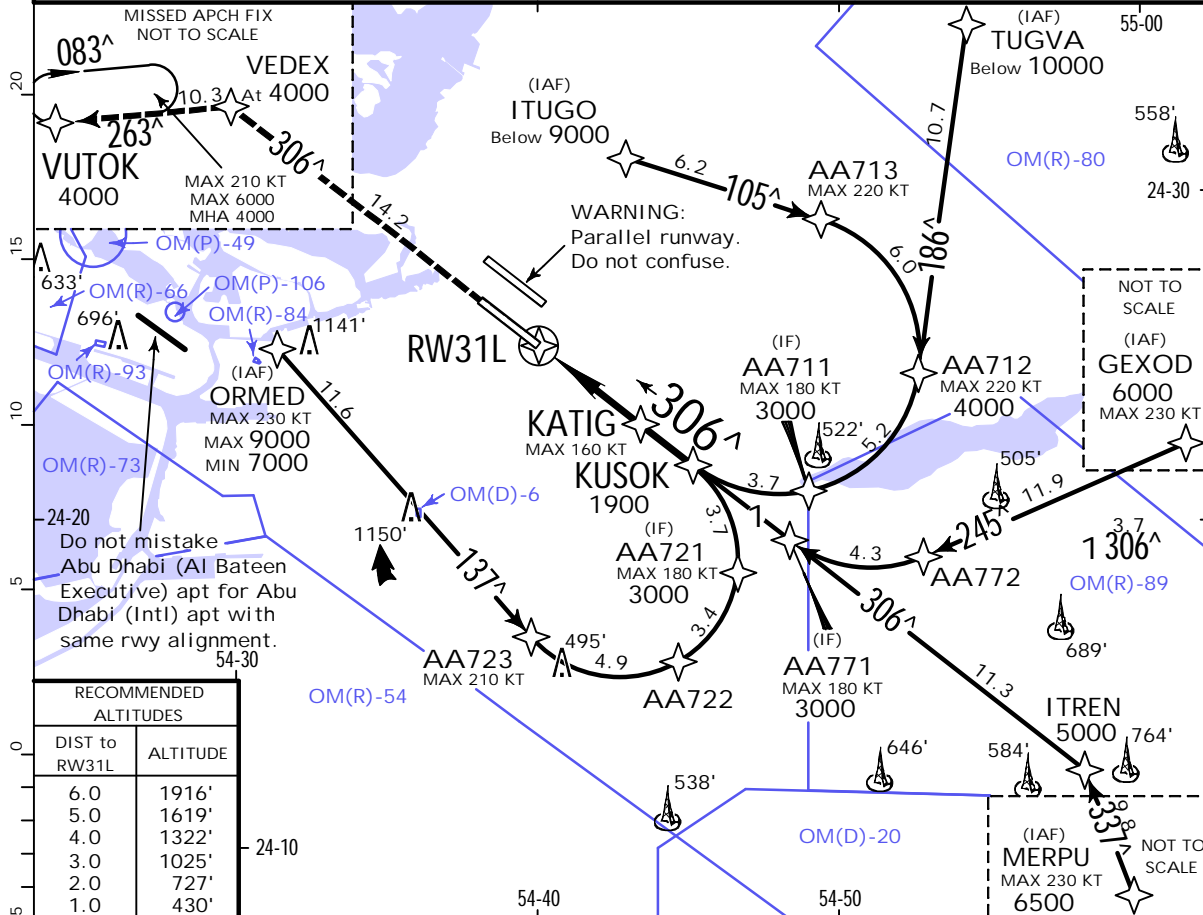 MISSED APCH FIX
NOT TO SCALE
083^
VEDEX
At 4000
10.3
263^
VUTOK
4000
306^
MAX 210 KT
MAX 6000
MHA 4000
14.2
(IAF)
ITUGO
Below 9000
6.2
105^
AA713
MAX 220 KT
6.0
(IAF)
TUGVA
Below 10000
10.7
186^
55-00
558'
OM(R)-80
24-30
WARNING:
Parallel runway.
Do not confuse.
20
15
10
5
0
5
OM(P)-49
633'
OM(R)-66
OM(P)-106
696'
OM(R)-84
1141'
OM(R)-93
(IAF)
ORMED
MAX 230 KT
MAX 9000
MIN 7000
11.6
RW31L
(IF)
AA711
MAX 180 KT
3000
AA712
MAX 220 KT
4000
NOT TO
SCALE
(IAF)
GEXOD
6000
MAX 230 KT
306^
KATIG
MAX 160 KT
KUSOK
1900
522'
5.2
3.7
505'
11.9
245^
3.7
1 306^
OM(R)-73
OM(D)-6
24-20
1150'
Do not mistake
Abu Dhabi (Al Bateen
Executive) apt for Abu
Dhabi (Intl) apt with
same rwy alignment.
137^
3.7
1
(IF)
AA721
MAX 180 KT
3000
4.3
AA772
OM(R)-89
306^
689'
3.4
(IF)
AA771
MAX 180 KT
3000
54-30
AA723
MAX 210 KT
495'
4.9
AA722
11.3
OM(R)-54
ITREN
5000
764'
646'
584'
538'
9.8
337^
OM(D)-20
(IAF)
MERPU
MAX 230 KT
6500
NOT TO
SCALE
24-10
54-40
54-50
RECOMMENDED
ALTITUDES
DIST to
RW31L
ALTITUDE
6.0 1916'
5.0 1619'
4.0 1322'
3.0 1025'
2.0 727'
1.0 430'